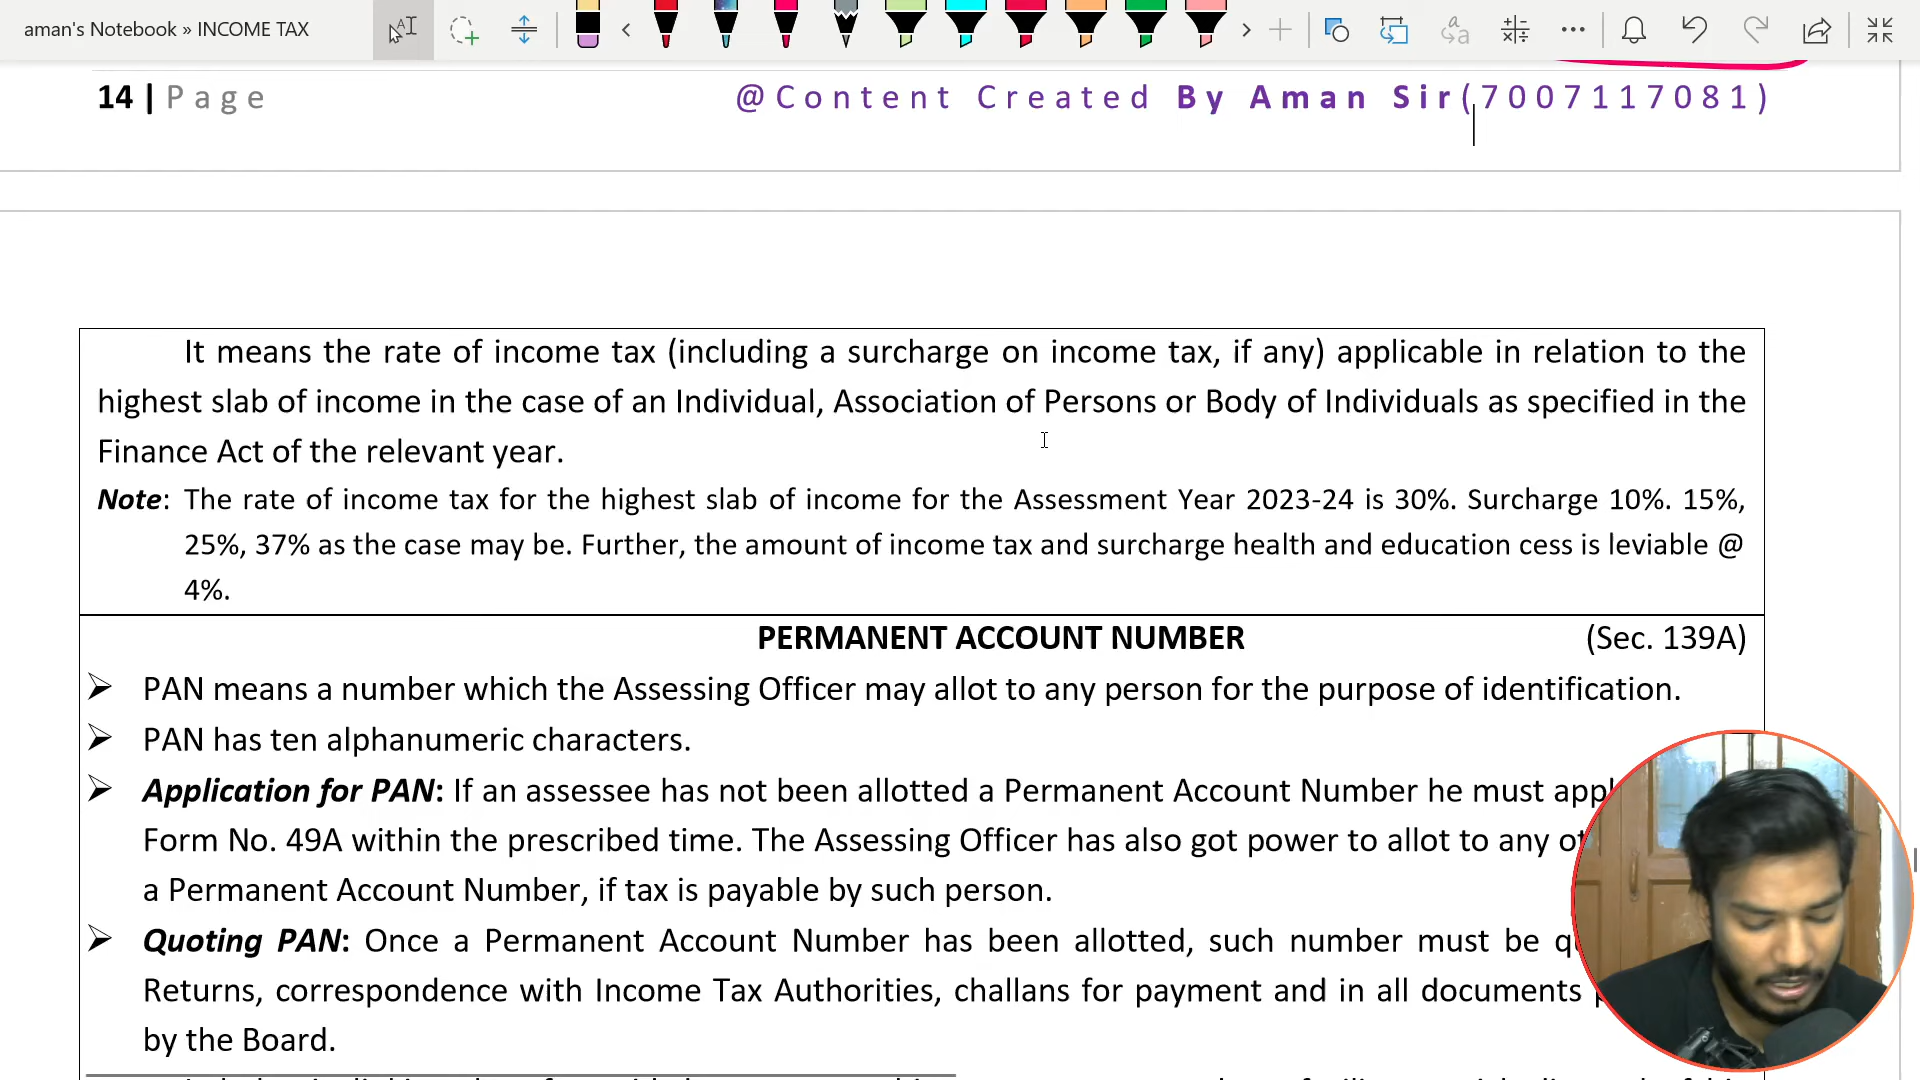 aman's Notebook » INCOME TAX
14 | Page @Content Created By Aman Sir(7007117081)
It means the rate of income tax (including a surcharge on income tax, if any) applicable in relation to the
highest slab of income in the case of an Individual, Association of Persons or Body of Individuals as specified in the
Finance Act of the relevant year.
Note: The rate of income tax for the highest slab of income for the Assessment Year 2023-24 is 30%. Surcharge 10%. 15%,
25%, 37% as the case may be. Further, the amount of income tax and surcharge health and education cess is leviable @
4%.
PERMANENT ACCOUNT NUMBER (Sec. 139A)
➢ PAN means a number which the Assessing Officer may allot to any person for the purpose of identification.
➢ PAN has ten alphanumeric characters.
➢ Application for PAN: If an assessee has not been allotted a Permanent Account Number he must
Form No. 49A within the prescribed time. The Assessing Officer has also got power to allot to any
a Permanent Account Number, if tax is payable by such person.
➢ Quoting PAN: Once a Permanent Account Number has been allotted, such number must be
Returns, correspondence with Income Tax Authorities, challans for payment and in all documents
by the Board.